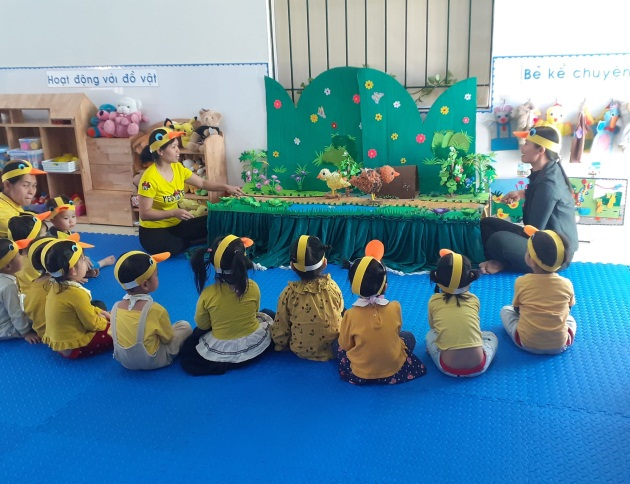 Hoạt động với đồ vật
Bé kể chuyện